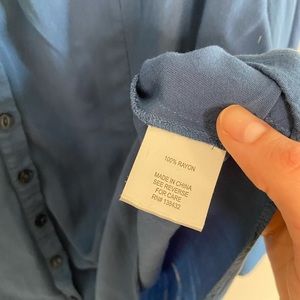 100% RAYON
MADE IN CHINA
SEE REVERSE
FOR CARE
RN# 139432